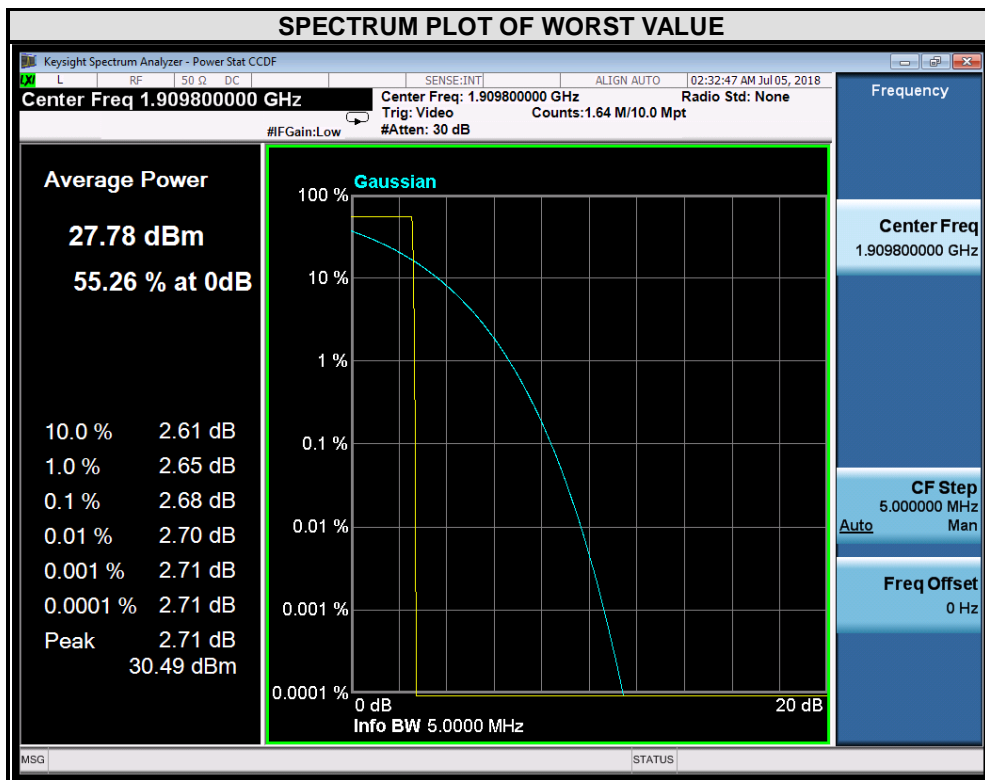 SPECTRUM PLOT OF WORST VALUE
Keysight Spectrum Analyzer - Power Stat CCDF
LXI L RF 50 Ω DC SENSE:INT ALIGN AUTO 02:32:47 AM Jul 05, 2018
Center Freq 1.909800000 GHz
Center Freq: 1.909800000 GHz Radio Std: None
Trig: Video Counts:1.64 M/10.0 Mpt
#IFGain:Low #Atten: 30 dB
Average Power
27.78 dBm
55.26 % at 0dB
10.0 % 2.61 dB
1.0 % 2.65 dB
0.1 % 2.68 dB
0.01 % 2.70 dB
0.001 % 2.71 dB
0.0001 % 2.71 dB
Peak 2.71 dB
30.49 dBm
Gaussian
100 %
10 %
1 %
0.1 %
0.01 %
0.001 %
0.0001 %
0 dB 20 dB
Info BW 5.0000 MHz
Frequency
Center Freq
1.909800000 GHz
CF Step
5.000000 MHz
Auto Man
Freq Offset
0 Hz
MSG STATUS